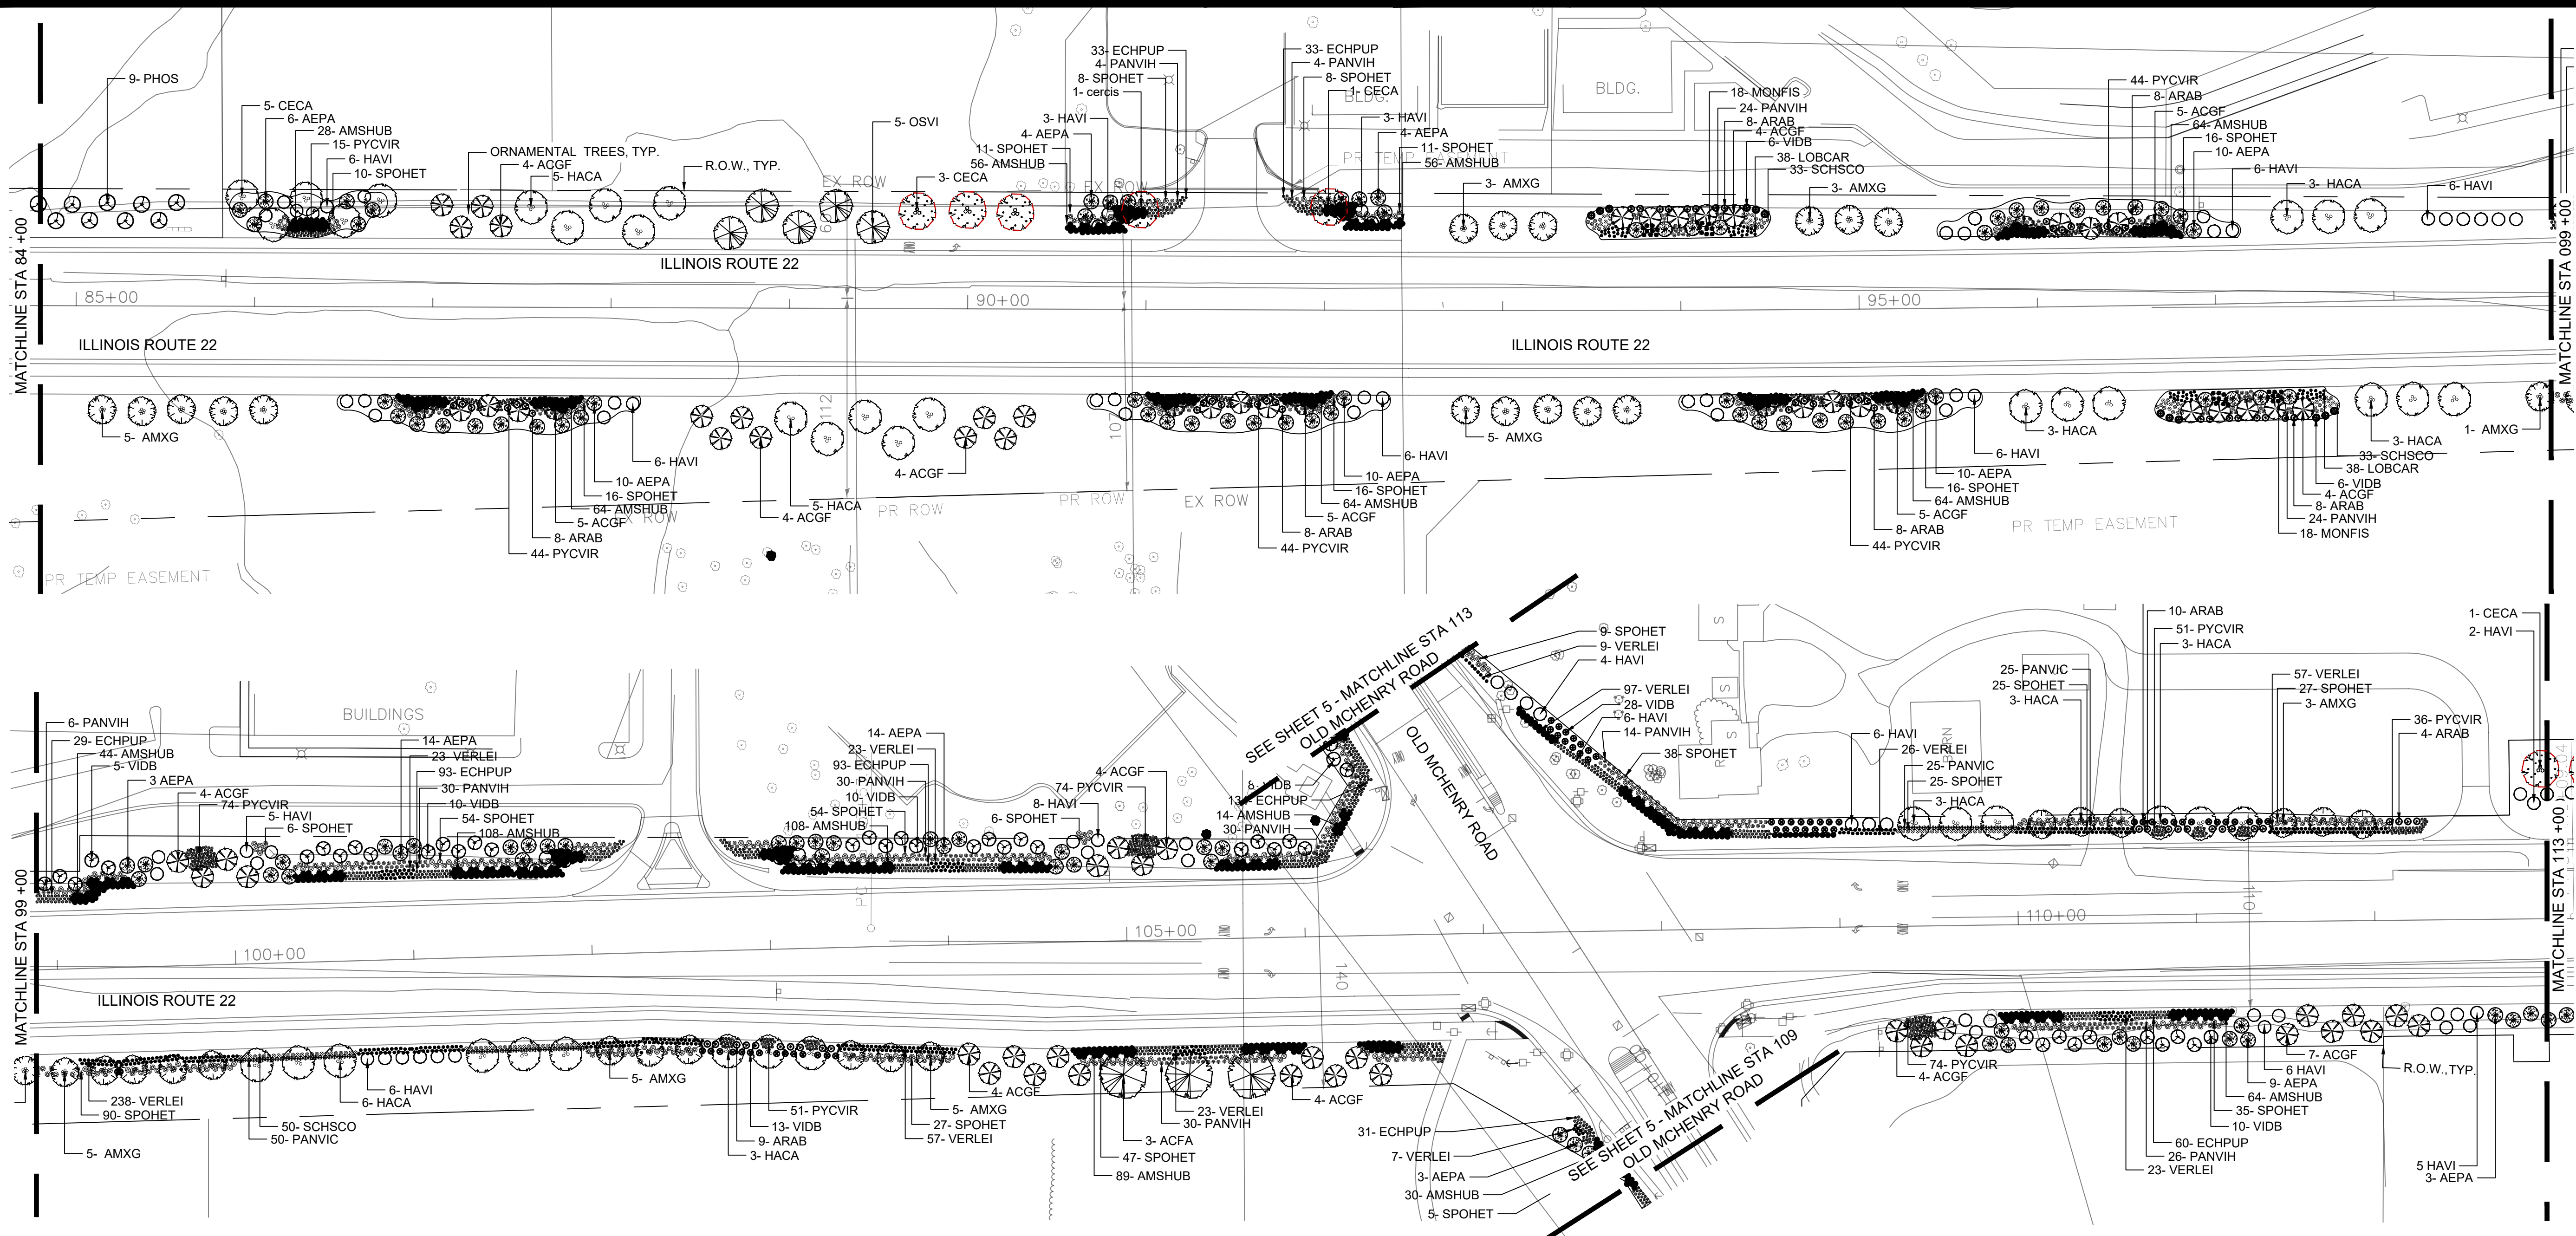 9- PHOS
5- CECA
6- AEPA
28- AMSHUB
15- PYCVIR
6- HAVI
10- SPOHET
ORNAMENTAL TREES, TYP.
4- ACGF
5- HACA
R.O.W., TYP.
5- OSVI
3- CECA
EX ROW
EX ROW
33- ECHPUP
4- PANVIH
8- SPOHET
1- cercis
3- HAVI
4- AEPA
11- SPOHET
56- AMSHUB
33- ECHPUP
4- PANVIH
8- SPOHET
1- CECA
BLDG.
3- HAVI
4- AEPA
11- SPOHET
56- AMSHUB
PR TEMP EASEMENT
3- AMXG
BLDG.
18- MONFIS
24- PANVIH
8- ARAB
4- ACGF
6- VIDB
38- LOBCAR
33- SCHSCO
3- AMXG
44- PYCVIR
8- ARAB
5- ACGF
64- AMSHUB
16- SPOHET
10- AEPA
6- HAVI
3- HACA
6- HAVI
MATCHLINE STA 84 +00
MATCHLINE STA 099 +00
ILLINOIS ROUTE 22
85+00
90+00
95+00
ILLINOIS ROUTE 22
ILLINOIS ROUTE 22
5- AMXG
6- HAVI
10- AEPA
16- SPOHET
64- AMSHUB
5- ACGF
8- ARAB
44- PYCVIR
EX ROW
112
4- ACGF
5- HACA
4- ACGF
PR ROW
PR ROW
EX ROW
107
6- HAVI
10- AEPA
16- SPOHET
64- AMSHUB
5- ACGF
8- ARAB
44- PYCVIR
5- AMXG
6- HAVI
10- AEPA
16- SPOHET
64- AMSHUB
5- ACGF
8- ARAB
44- PYCVIR
3- HACA
PR TEMP EASEMENT
3- HACA
33- SCHSCO
38- LOBCAR
6- VIDB
4- ACGF
8- ARAB
24- PANVIH
18- MONFIS
1- AMXG
PR TEMP EASEMENT
6- PANVIH
29- ECHPUP
44- AMSHUB
5- VIDB
3 AEPA
4- ACGF
74- PYCVIR
5- HAVI
6- SPOHET
BUILDINGS
14- AEPA
23- VERLEI
93- ECHPUP
30- PANVIH
10- VIDB
54- SPOHET
108- AMSHUB
14- AEPA
23- VERLEI
93- ECHPUP
30- PANVIH
10- VIDB
54- SPOHET
108- AMSHUB
4- ACGF
74- PYCVIR
8- HAVI
6- SPOHET
SEE SHEET 5 - MATCHLINE STA 113
OLD MCHENRY ROAD
8- VIDB
14- AMSHUB
30- PANVIH
OLD MCHENRY ROAD
9- SPOHET
9- VERLEI
4- HAVI
97- VERLEI
28- VIDB
6- HAVI
14- PANVIH
38- SPOHET
S
S
S
BARN
6- HAVI
26- VERLEI
25- PANVIC
25- SPOHET
3- HACA
25- PANVIC
25- SPOHET
3- HACA
10- ARAB
51- PYCVIR
3- HACA
57- VERLEI
27- SPOHET
3- AMXG
36- PYCVIR
4- ARAB
1- CECA
2- HAVI
MATCHLINE STA 99 +00
MATCHLINE STA 113 +00
100+00
105+00
110+00
ONLY
ONLY
140
110
ILLINOIS ROUTE 22
238- VERLEI
90- SPOHET
5- AMXG
50- SCHSCO
50- PANVIC
6- HAVI
6- HACA
5- AMXG
51- PYCVIR
13- VIDB
9- ARAB
3- HACA
5- AMXG
27- SPOHET
57- VERLEI
4- ACGF
23- VERLEI
30- PANVIH
3- ACFA
47- SPOHET
89- AMSHUB
4- ACGF
31- ECHPUP
7- VERLEI
3- AEPA
30- AMSHUB
5- SPOHET
SEE SHEET 5 - MATCHLINE STA 109
OLD MCHENRY ROAD
74- PYCVIR
4- ACGF
7- ACGF
6 HAVI
9- AEPA
64- AMSHUB
35- SPOHET
10- VIDB
60- ECHPUP
26- PANVIH
23- VERLEI
R.O.W., TYP.
5 HAVI
3- AEPA